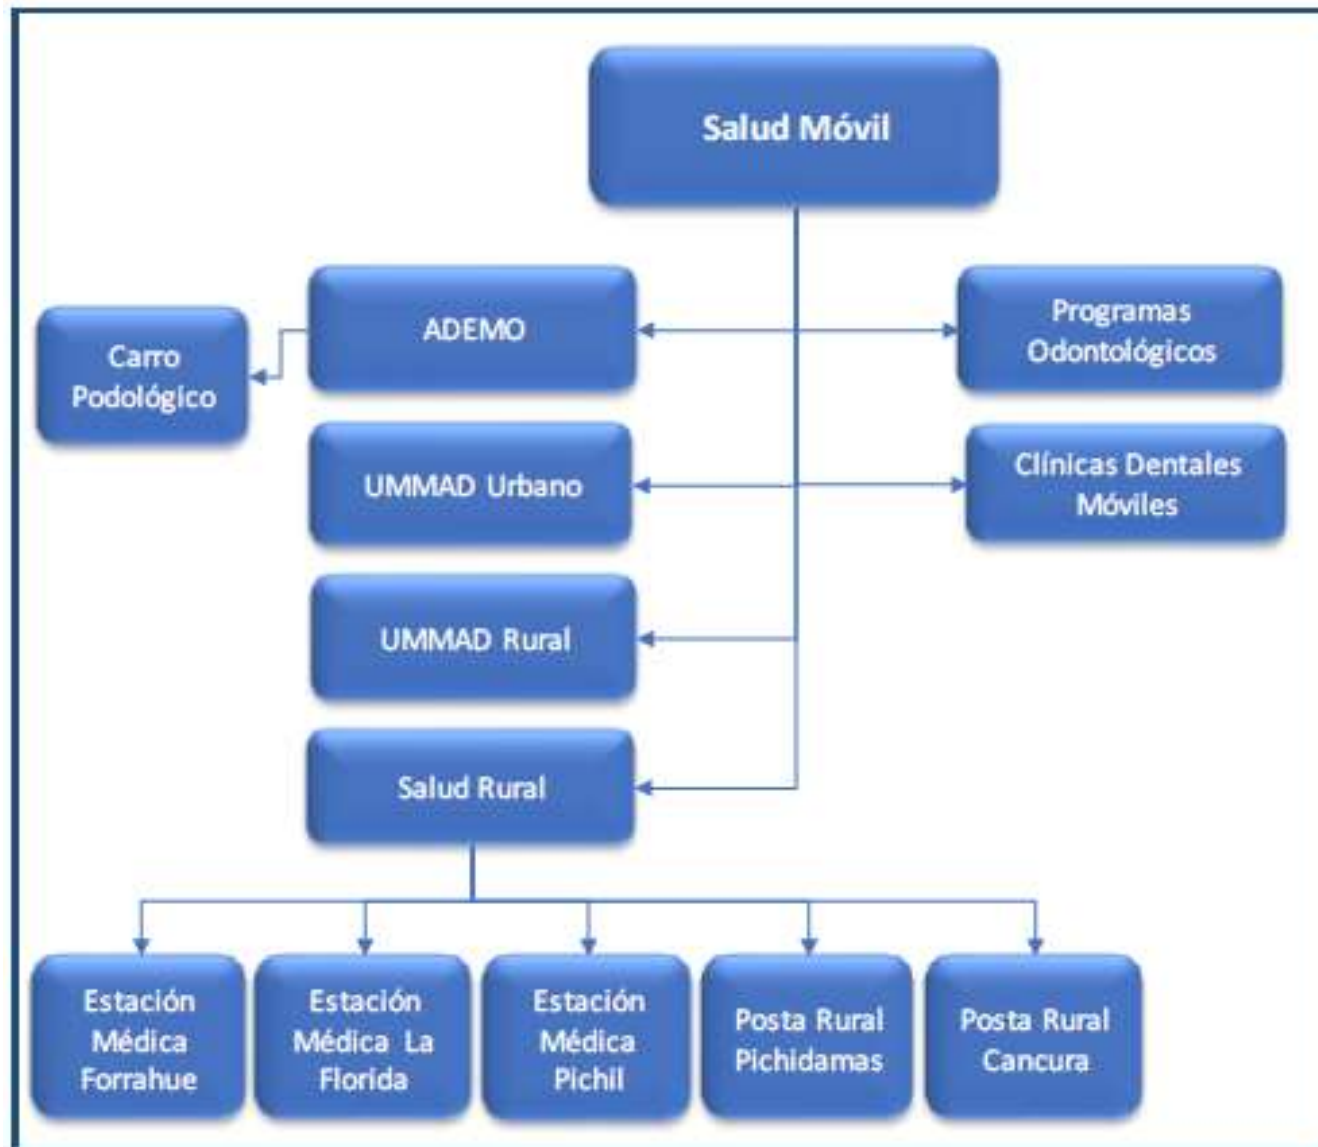 Salud Móvil
ADEMO
Programas
Odontológicos
Carro
Podológico
UMMAD Urbano
Clínicas Dentales
Móviles
UMMAD Rural
Salud Rural
Estación
Médica
Forrahue
Estación
Médica La
Florida
Estación
Médica
Pichil
Posta Rural
Pichidamas
Posta Rural
Cancura